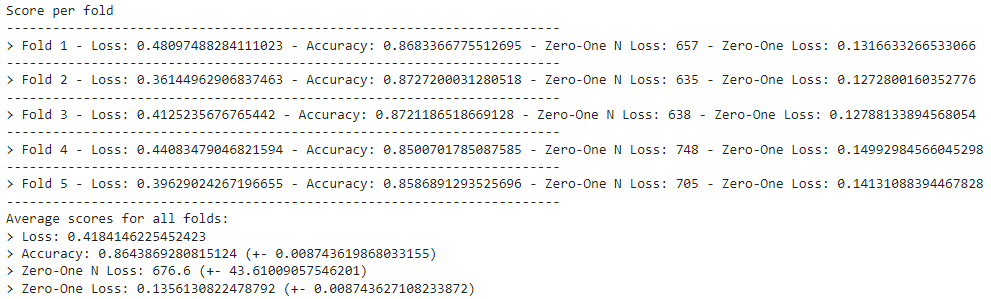 Score per fold
------------------------------------------------------------------------
> Fold 1 - Loss: 0.48097488284111023 - Accuracy: 0.8683366775512695 - Zero-One N Loss: 657 - Zero-One Loss: 0.1316633266533066
------------------------------------------------------------------------
> Fold 2 - Loss: 0.36144962906837463 - Accuracy: 0.8727200031280518 - Zero-One N Loss: 635 - Zero-One Loss: 0.1272800160352776
------------------------------------------------------------------------
> Fold 3 - Loss: 0.4125235676765442 - Accuracy: 0.8721186518669128 - Zero-One N Loss: 638 - Zero-One Loss: 0.12788133894568054
------------------------------------------------------------------------
> Fold 4 - Loss: 0.44083479046821594 - Accuracy: 0.8500701785087585 - Zero-One N Loss: 748 - Zero-One Loss: 0.14992984566045298
------------------------------------------------------------------------
> Fold 5 - Loss: 0.39629024267196655 - Accuracy: 0.8586891293525696 - Zero-One N Loss: 705 - Zero-One Loss: 0.14131088394467828
------------------------------------------------------------------------
Average scores for all folds:
> Loss: 0.4184146225452423
> Accuracy: 0.8643869280815124 (+- 0.008743619868033155)
> Zero-One N Loss: 676.6 (+- 43.61009057546201)
> Zero-One Loss: 0.1356130822478792 (+- 0.008743627108233872)